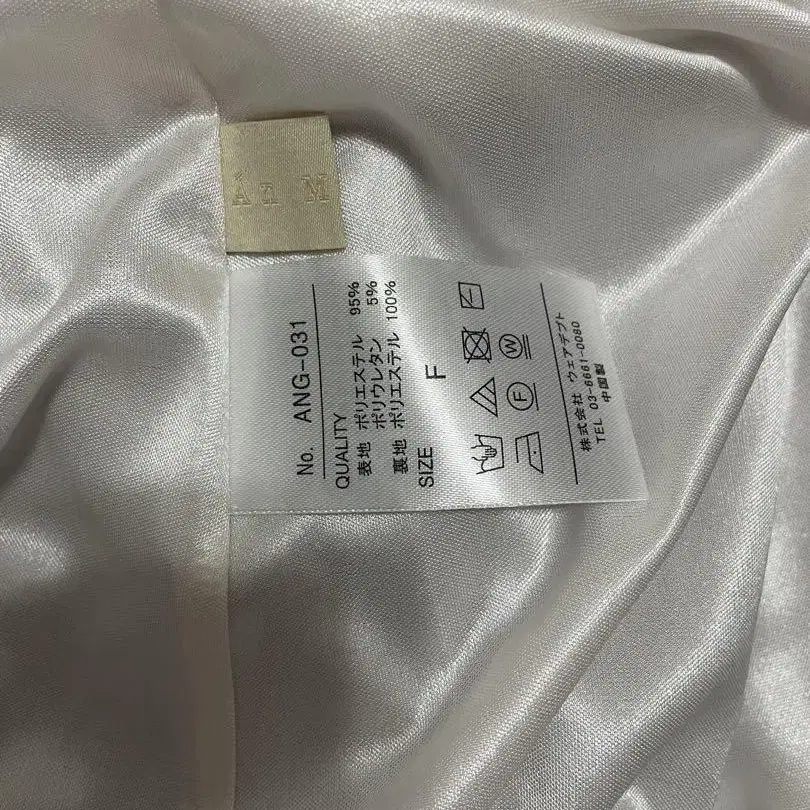 Án M
No. ANG-031
QUALITY
表地 ポリエステル 95%
ポリウレタン 5%
裏地 ポリエステル 100%
SIZE
F
F W
株式会社 ウェアデプト
TEL 03-6661-0080
中国製